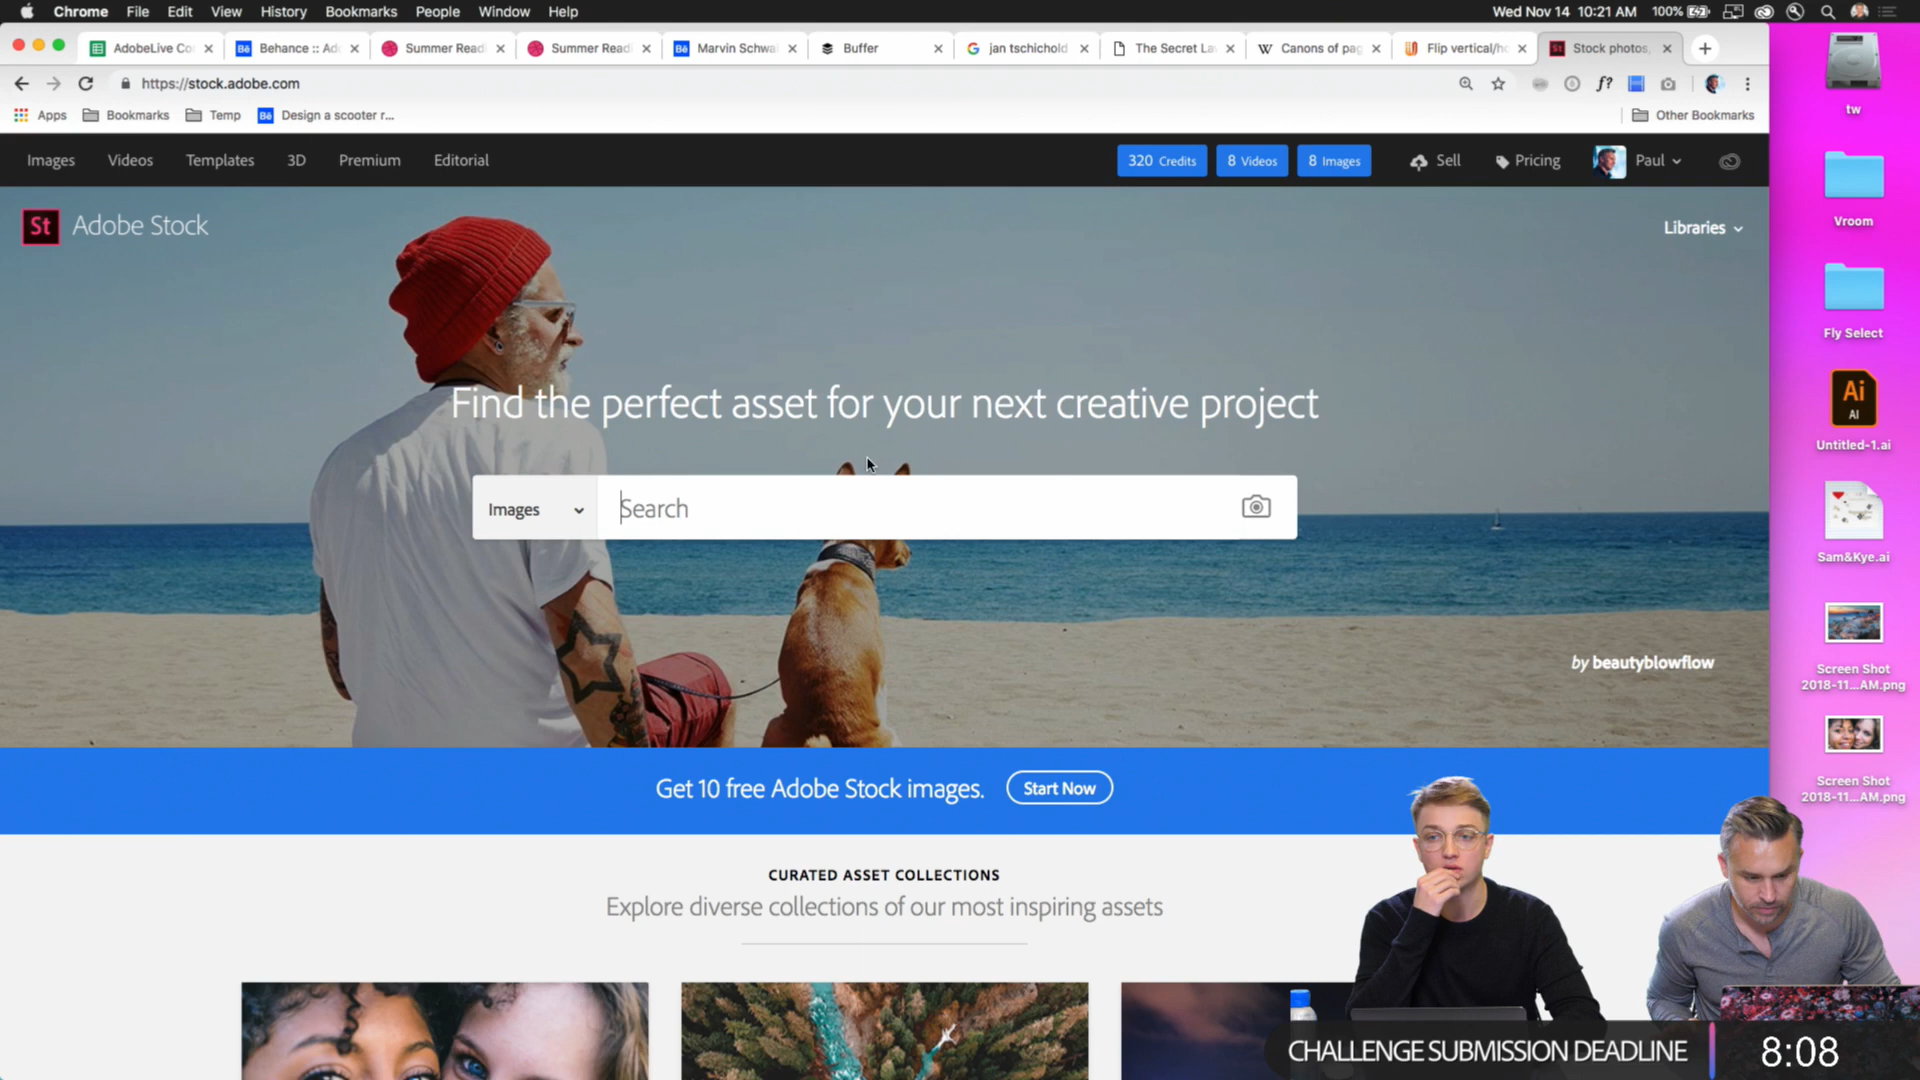 Chrome File Edit View History Bookmarks People Window Help
Wed Nov 14 10:21 AM 100%
AdobeLive Co
Behance :: Ad
Summer Readi
Summer Readi
Marvin Schwa
Buffer
jan tschichold
The Secret La
Canons of pag
Flip vertical/ho
Stock photos,
https://stock.adobe.com
f?
Apps Bookmarks Temp Design a scooter r... Other Bookmarks
Images Videos Templates 3D Premium Editorial
320 Credits 8 Videos 8 Images Sell Pricing Paul
St Adobe Stock
Libraries
Find the perfect asset for your next creative project
Images Search
by beautyblowflow
Get 10 free Adobe Stock images. Start Now
CURATED ASSET COLLECTIONS
Explore diverse collections of our most inspiring assets
tw
Vroom
Fly Select
Ai
AI
Untitled-1.ai
Sam&Kye.ai
Screen Shot
2018-11...AM.png
Screen Shot
2018-11...AM.png
CHALLENGE SUBMISSION DEADLINE 8:08